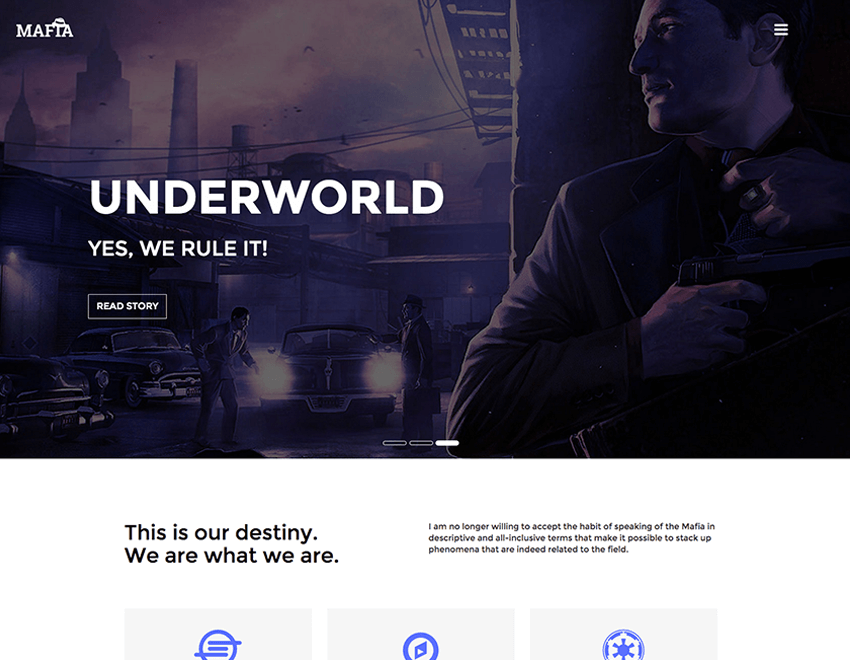 MAFIA
UNDERWORLD
YES, WE RULE IT!
READ STORY
This is our destiny.
We are what we are.
I am no longer willing to accept the habit of speaking of the Mafia in
descriptive and all-inclusive terms that make it possible to stack up
phenomena that are indeed related to the field.